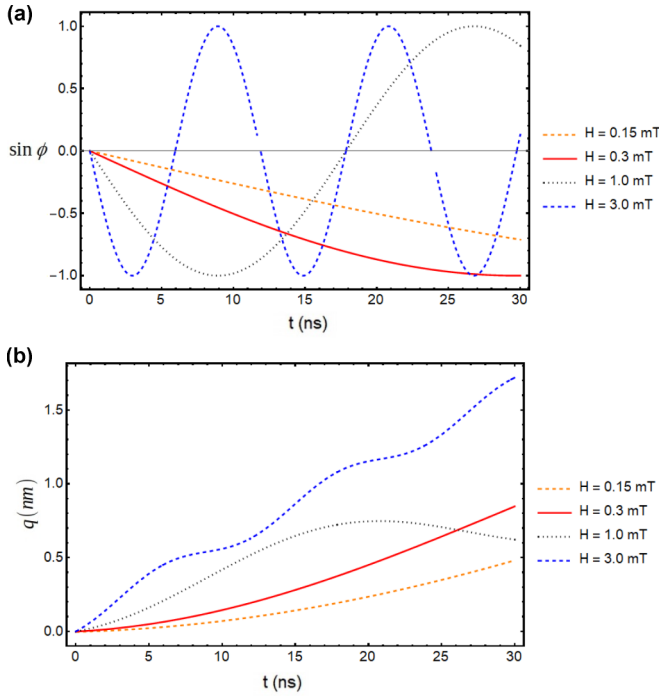 (a)
1.0
0.5
sin ϕ
0.0
−0.5
−1.0
0 5 10 15 20 25 30
t (ns)
H = 0.15 mT
H = 0.3 mT
H = 1.0 mT
H = 3.0 mT
(b)
1.5
1.0
q (nm)
0.5
0.0
0 5 10 15 20 25 30
t (ns)
H = 0.15 mT
H = 0.3 mT
H = 1.0 mT
H = 3.0 mT